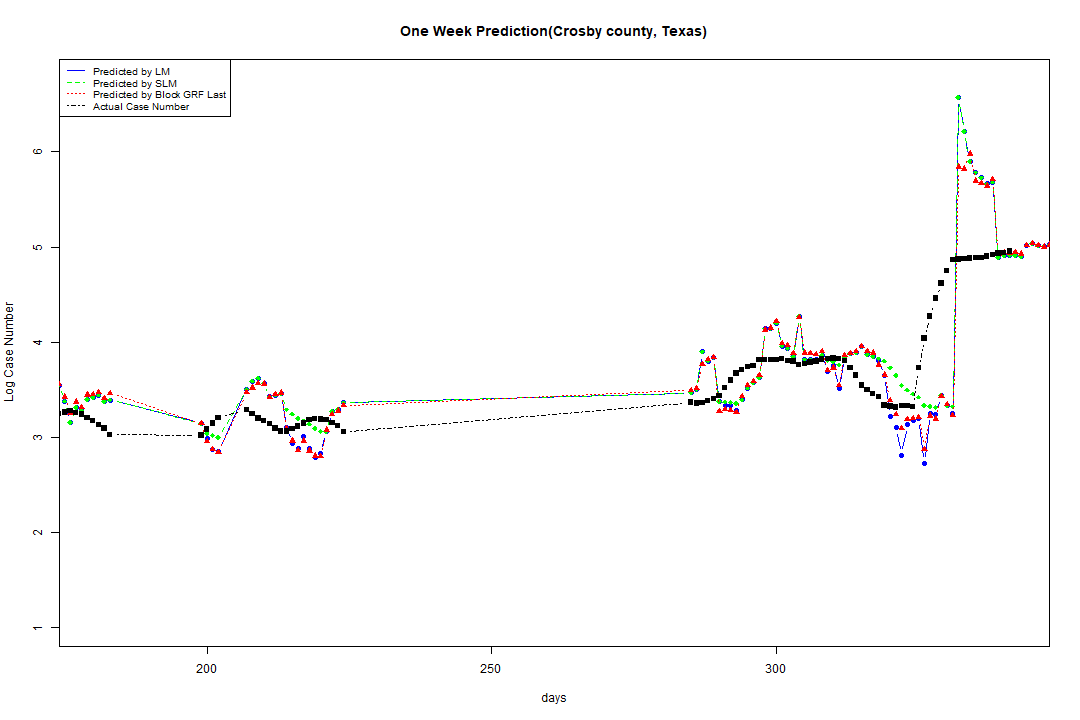 One Week Prediction(Crosby county, Texas)
Predicted by LM
Predicted by SLM
Predicted by Block GRF Last
Actual Case Number
Log Case Number
6
5
4
3
2
1
200
250
300
days